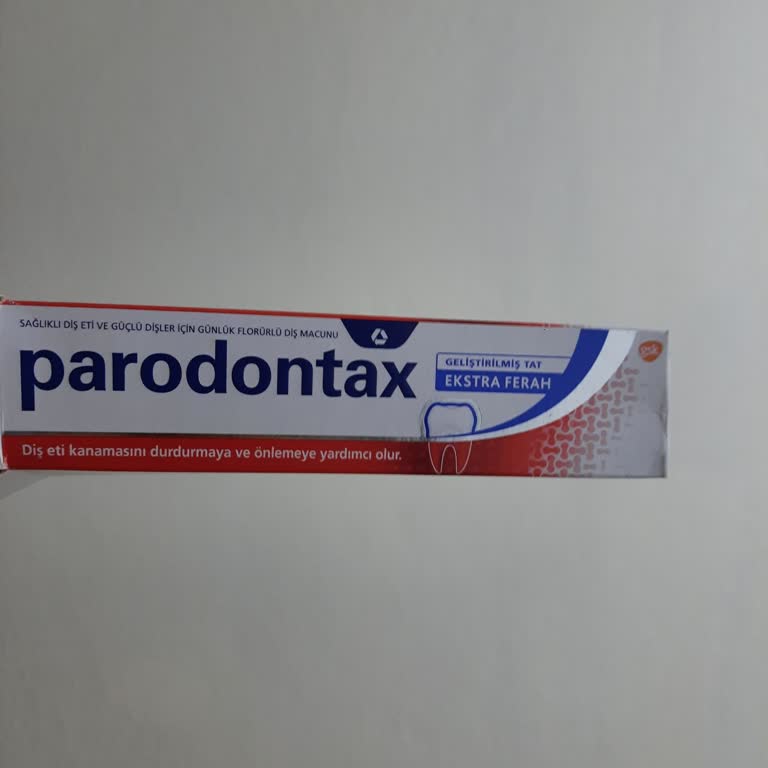 SAĞLIKLI DİŞ ETİ VE GÜÇLÜ DİŞLER İÇİN GÜNLÜK FLORÜRLÜ DİŞ MACUNU
parodontax
GELİŞTİRİLMİŞ TAT
EKSTRA FERAH
gsk
Diş eti kanamasını durdurmaya ve önlemeye yardımcı olur.